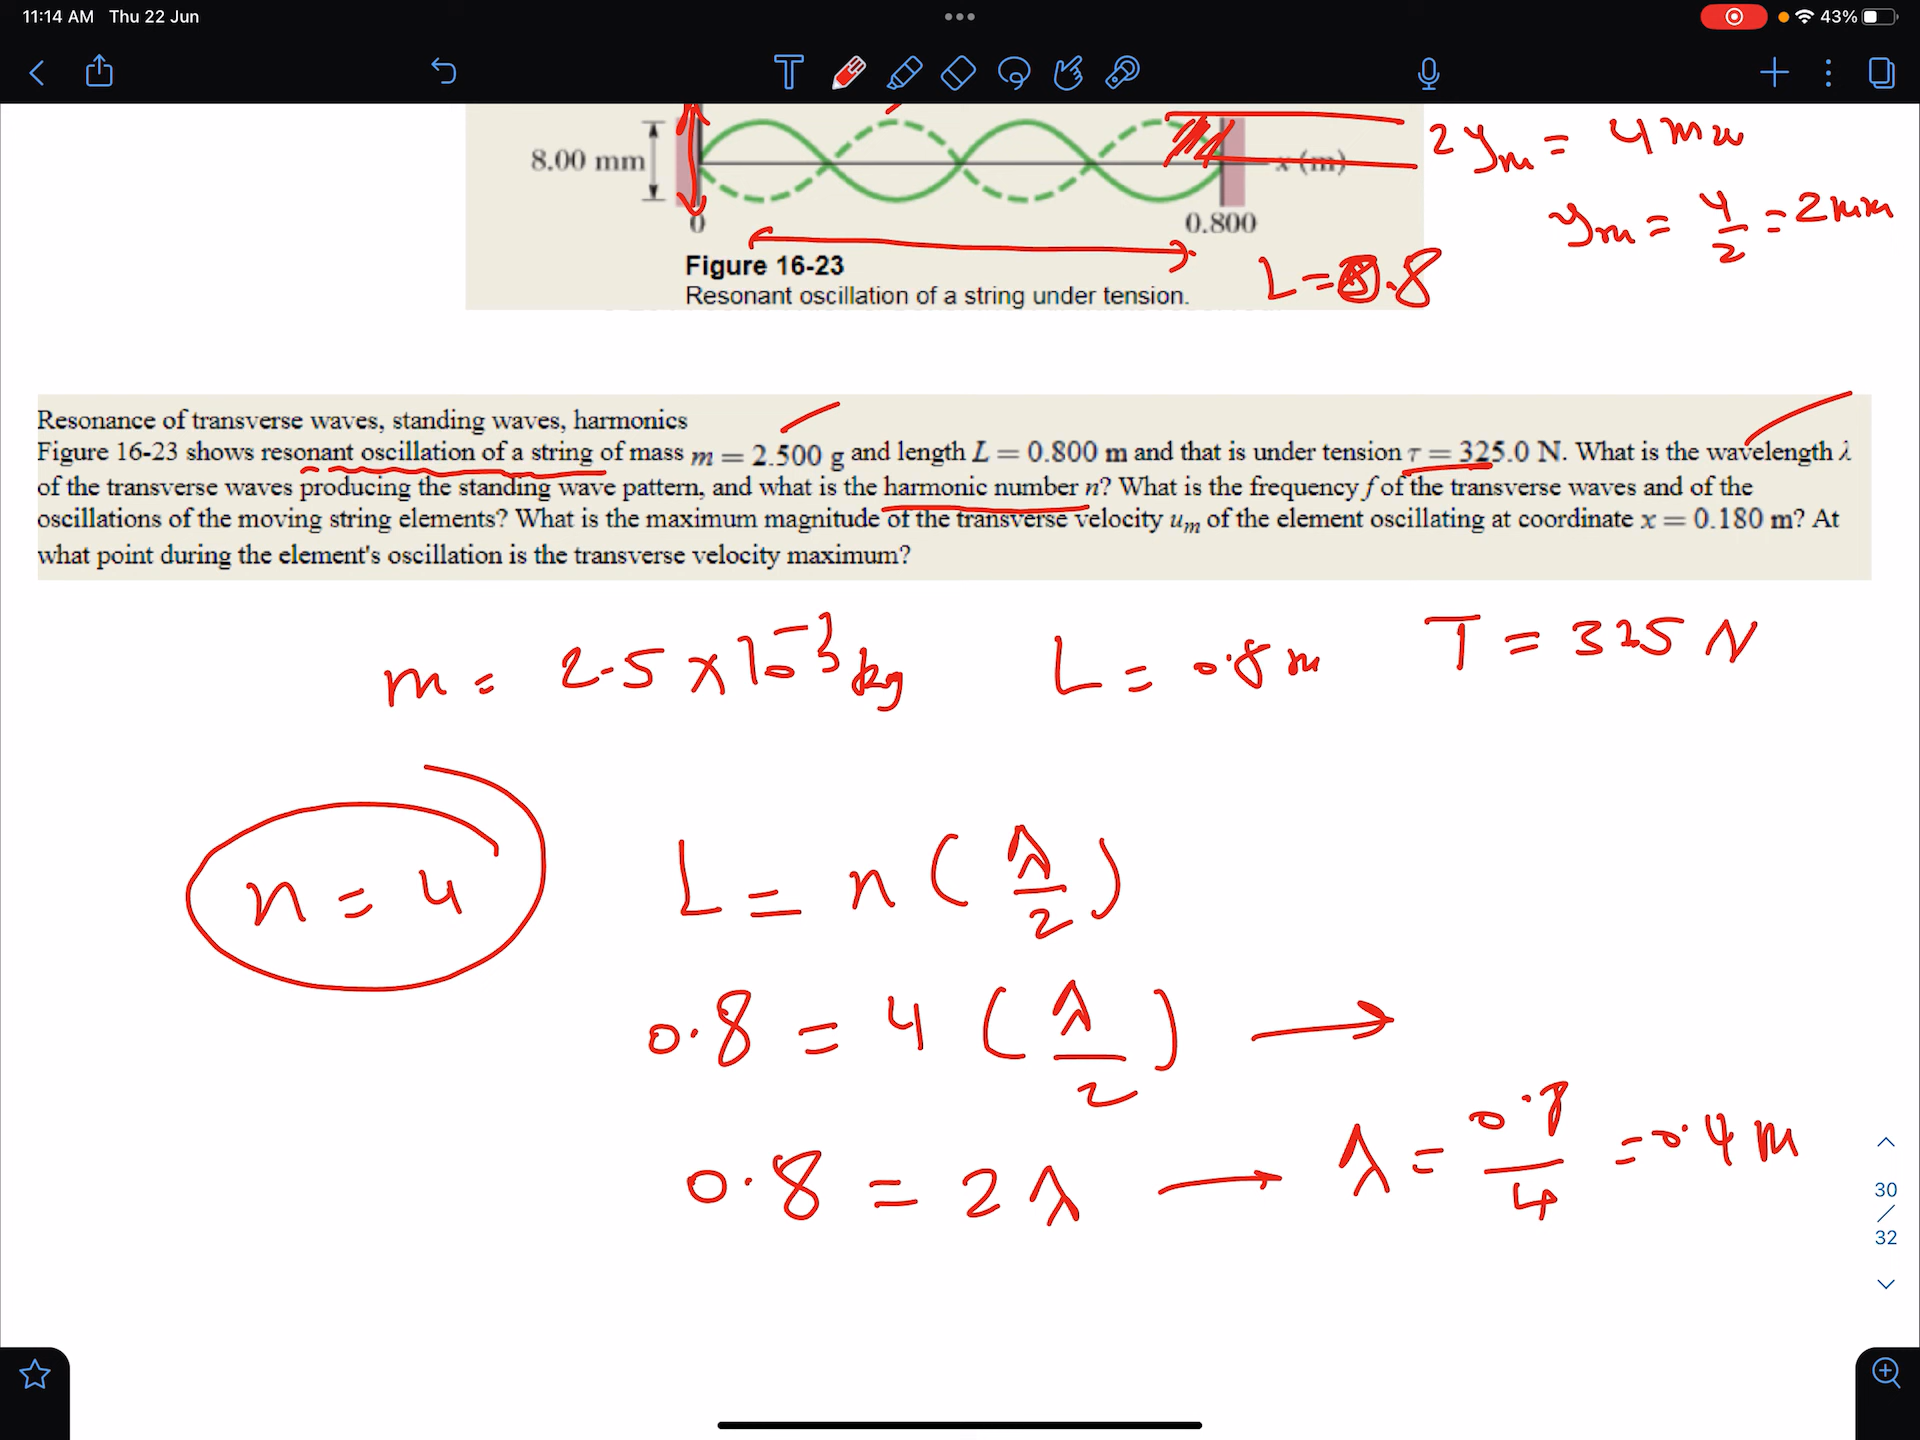 11:14 AM Thu 22 Jun
43%
8.00 mm
x (m)
0
0.800
2ym = 4 mm
ym = 4/2 = 2 mm
Figure 16-23
L = 0.8
Resonant oscillation of a string under tension.
Resonance of transverse waves, standing waves, harmonics
Figure 16-23 shows resonant oscillation of a string of mass m = 2.500 g and length L = 0.800 m and that is under tension τ = 325.0 N. What is the wavelength λ
of the transverse waves producing the standing wave pattern, and what is the harmonic number n? What is the frequency f of the transverse waves and of the
oscillations of the moving string elements? What is the maximum magnitude of the transverse velocity um of the element oscillating at coordinate x = 0.180 m? At
what point during the element's oscillation is the transverse velocity maximum?
m = 2.5 x 10^-3 kg L = 0.8 m T = 325 N
n = 4
L = n (λ/2)
0.8 = 4 (λ/2) →
0.8 = 2λ → λ = 0.8/4 = 0.4 m
30
/
32